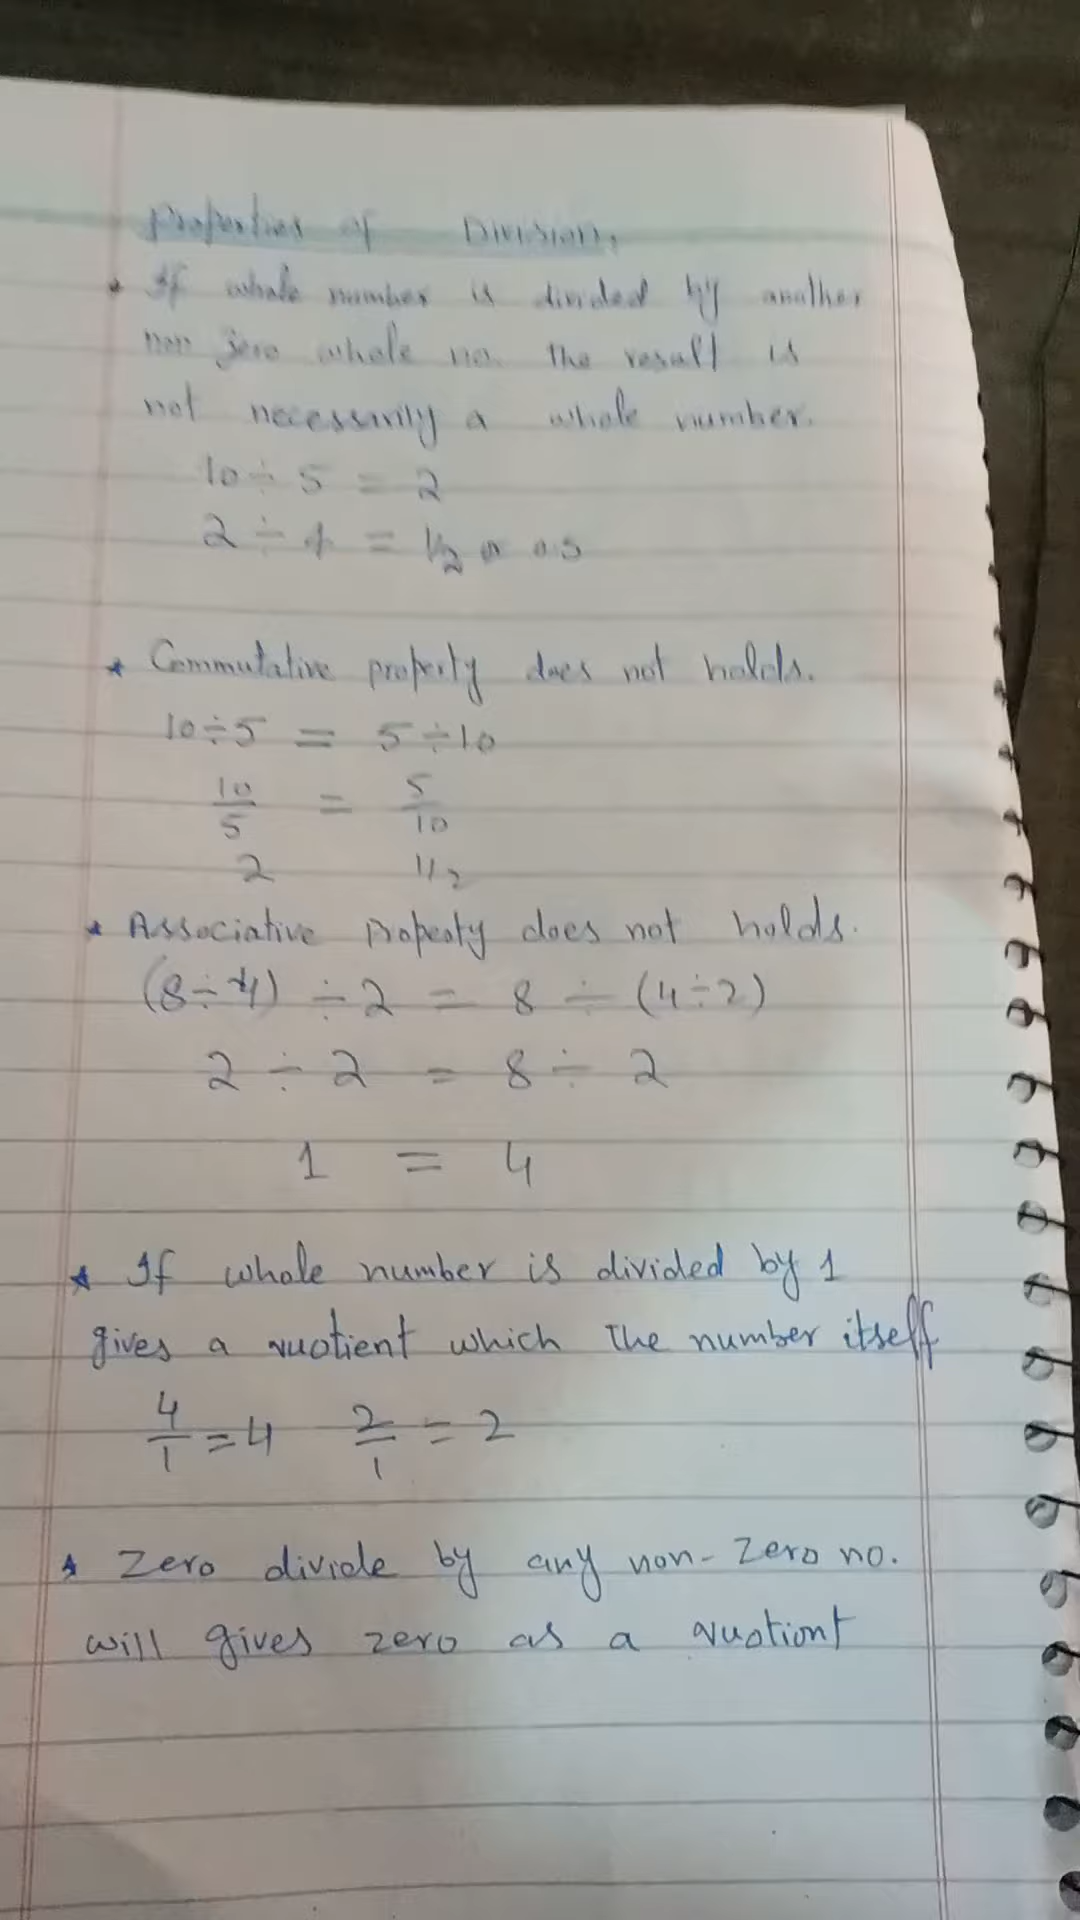 Properties of Division.
* If whole number is divided by another
non zero whole no. the result is
not necessarily a whole number.
10 ÷ 5 = 2
2 ÷ 4 = 1/2 or 0.5
* Commutative property does not holds.
10÷5 = 5÷10
10/5 = 5/10
2 1/2
* Associative property does not holds.
(8÷4) ÷2 = 8 ÷ (4÷2)
2 ÷ 2 = 8 ÷ 2
1 = 4
* If whole number is divided by 1
gives a quotient which the number itself
4/1 = 4 2/1 = 2
* Zero divide by any non-zero no.
will gives zero as a quotiont